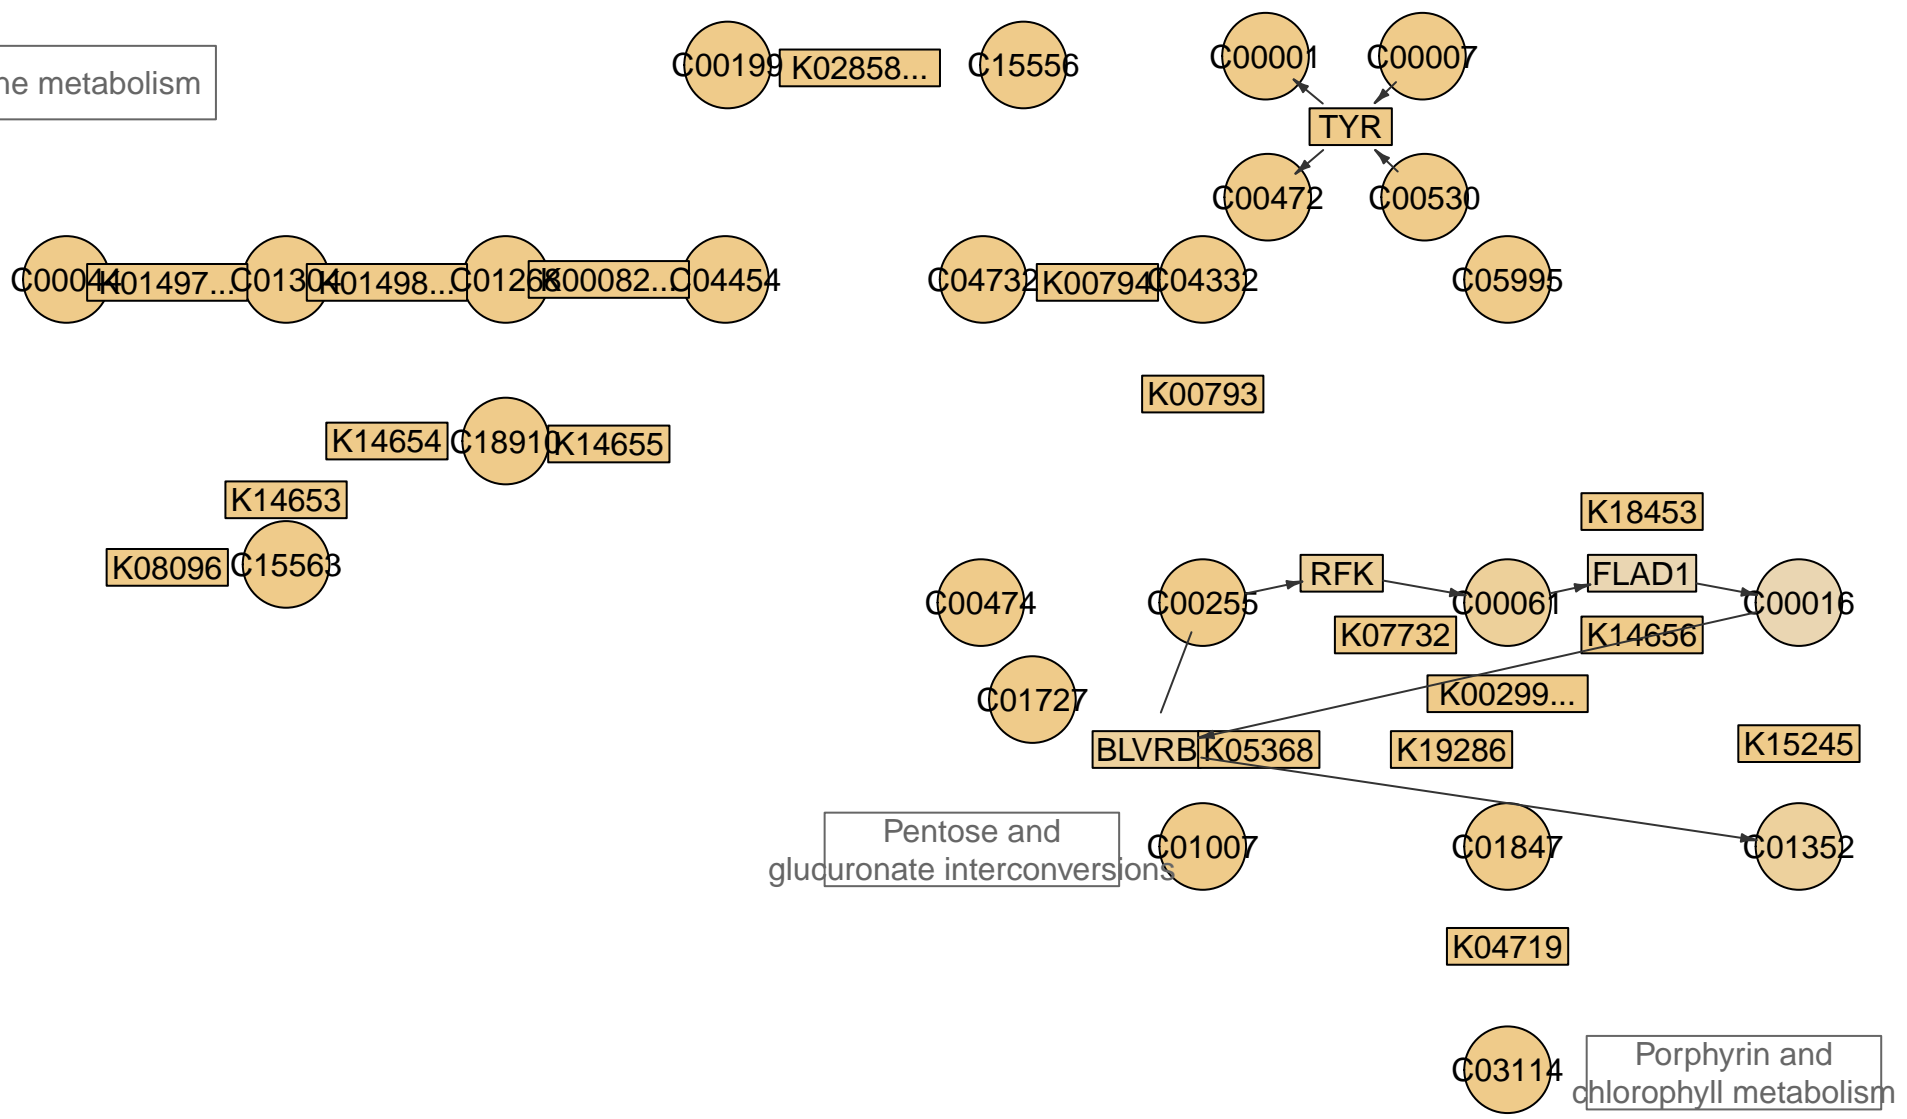 C00199 K02858... C15556 C00001 C00007
ne metabolism
TYR
C00472 C00530
C00044 K01497... C01304 K01498... C01268 K00082... C04454 C04732 K00794 C04332 C05995
K00793
K14654 C18910 K14655
K14653
K18453
K08096 C15563
RFK FLAD1
C00474 C00255 C00061 C00016
K07732 K14656
C01727 K00299...
BLVRB K05368 K19286 K15245
Pentose and
glucuronate interconversions
C01007 C01847 C01352
K04719
C03114
Porphyrin and
chlorophyll metabolism